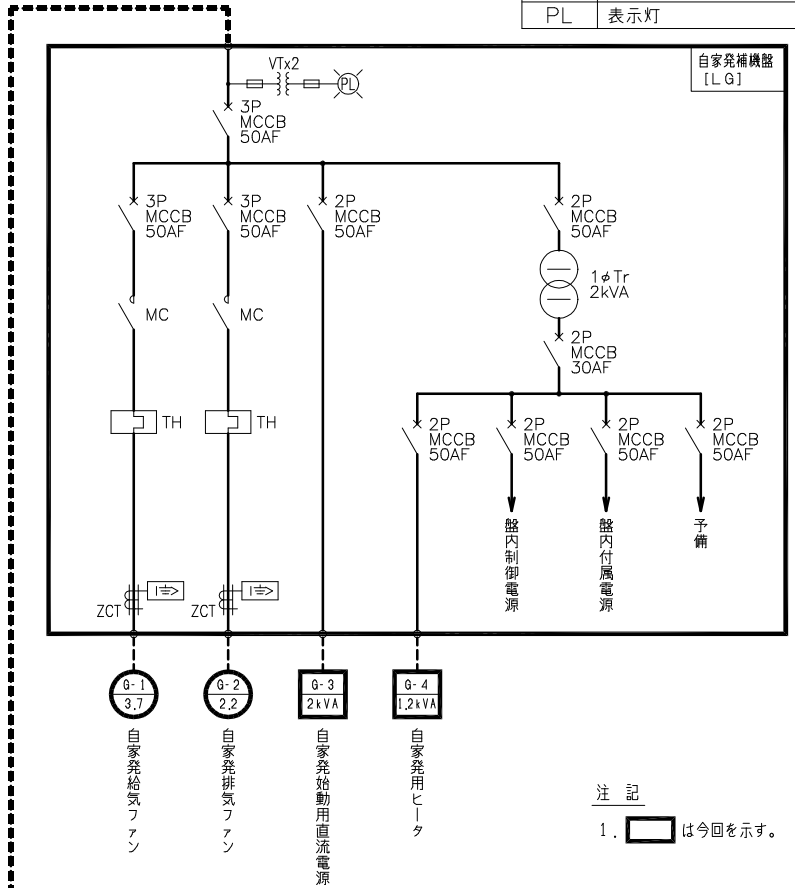 PL 表示灯
自家発補機盤
[LG]
VTx2
PL
3P
MCCB
50AF
3P
MCCB
50AF
3P
MCCB
50AF
2P
MCCB
50AF
2P
MCCB
50AF
1φTr
2kVA
MC
MC
2P
MCCB
30AF
TH
TH
2P
MCCB
50AF
2P
MCCB
50AF
2P
MCCB
50AF
2P
MCCB
50AF
盤内制御電源
盤内付属電源
予備
ZCT
I≑>
ZCT
I≑>
G-1
3.7
G-2
2.2
G-3
2kVA
G-4
1.2kVA
自家発給気ファン
自家発排気ファン
自家発始動用直流電源
自家発用ヒータ
注 記
1. は今回を示す。